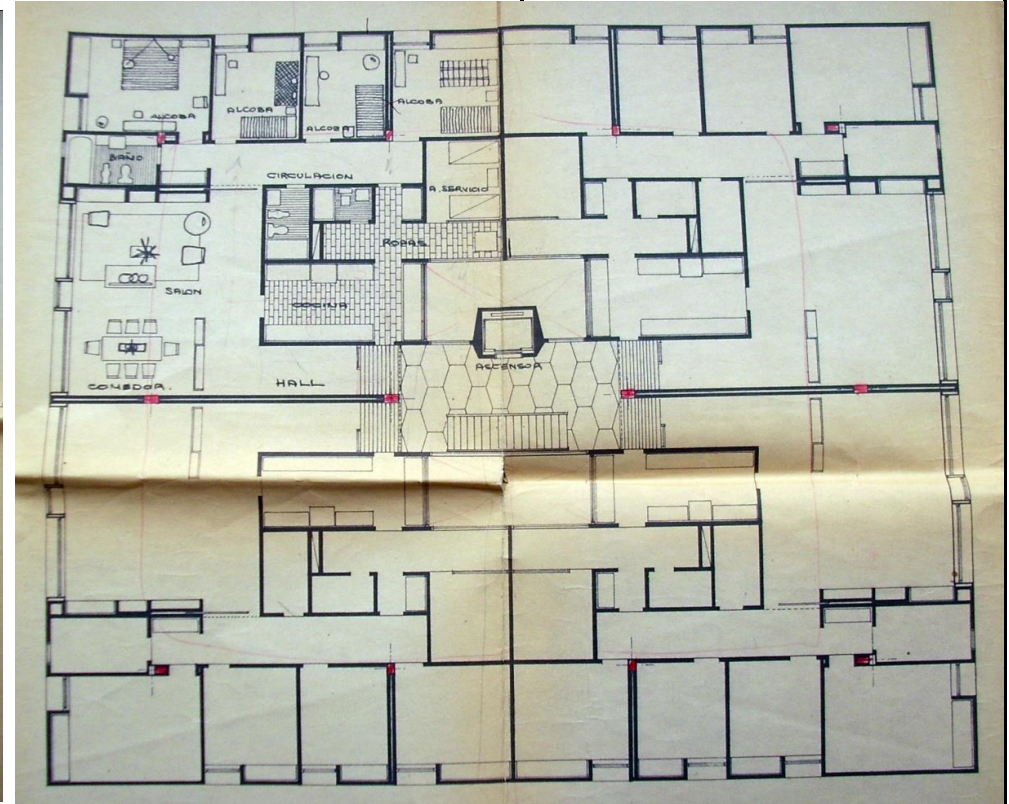 ALCOBA
ALCOBA
ALCOBA
ALCOBA
BAÑO
CIRCULACION
A. SERVICIO
ROPAS
SALON
COCINA
ASCENSOR
COMEDOR.
HALL